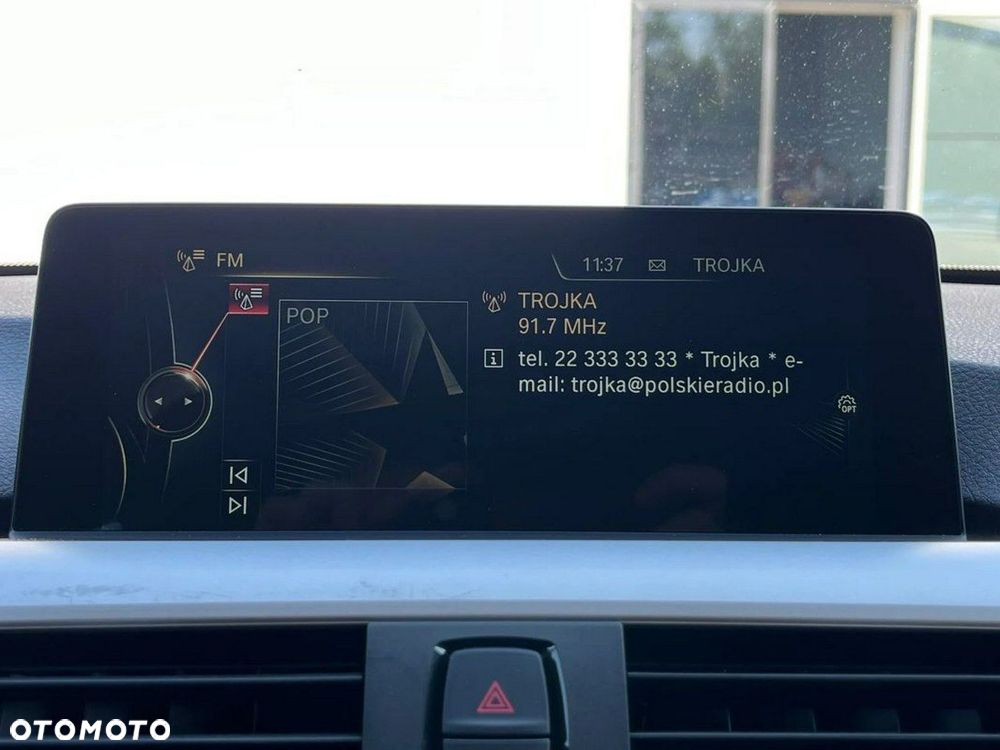 FM
11:37 TROJKA
POP
TROJKA
91.7 MHz
tel. 22 333 33 33 * Trojka * e-
mail: trojka@polskieradio.pl
OPT
OTOMOTO